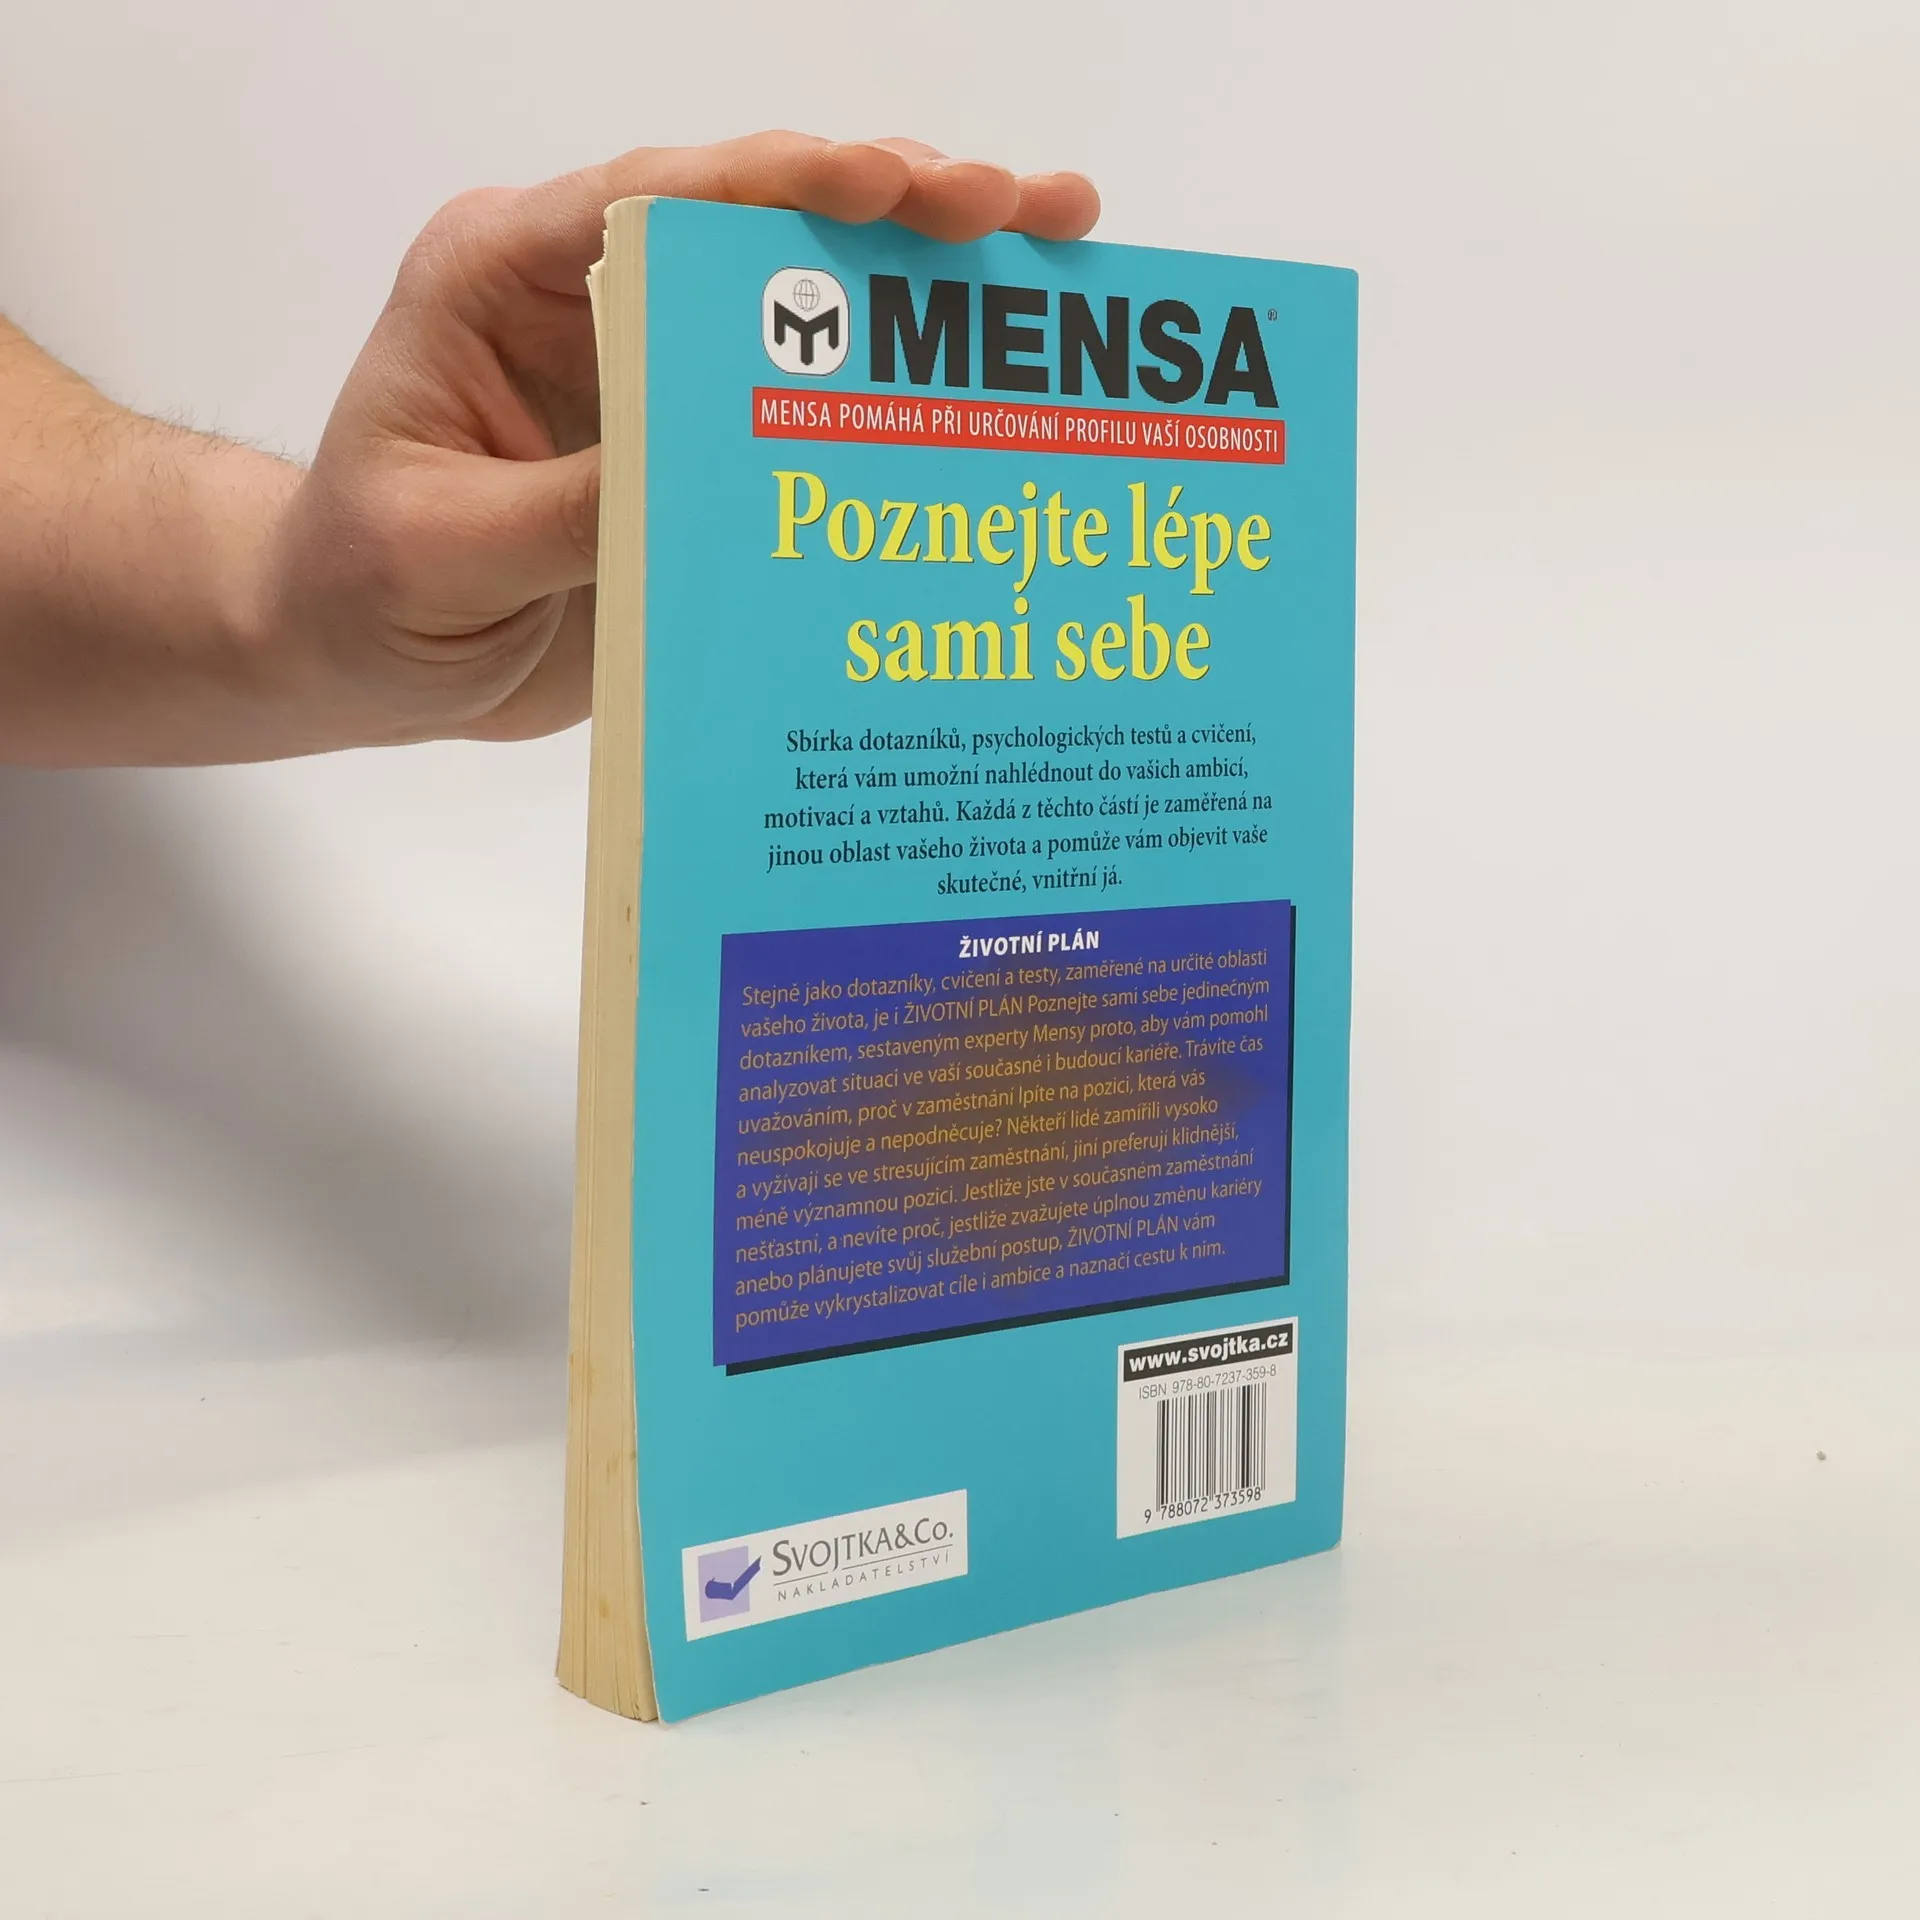 MENSA®
MENSA POMÁHÁ PŘI URČOVÁNÍ PROFILU VAŠÍ OSOBNOSTI
Poznejte lépe
sami sebe
Sbírka dotazníků, psychologických testů a cvičení,
která vám umožní nahlédnout do vašich ambicí,
motivací a vztahů. Každá z těchto částí je zaměřená na
jinou oblast vašeho života a pomůže vám objevit vaše
skutečné, vnitřní já.
ŽIVOTNÍ PLÁN
Stejně jako dotazníky, cvičení a testy, zaměřené na určité oblasti
vašeho života, je i ŽIVOTNÍ PLÁN Poznejte sami sebe jedinečným
dotazníkem, sestaveným experty Mensy proto, aby vám pomohl
analyzovat situaci ve vaší současné i budoucí kariéře. Trávíte čas
uvažováním, proč v zaměstnání lpíte na pozici, která vás
neuspokojuje a nepodněcuje? Někteří lidé zamířili vysoko
a vyžívají se ve stresujícím zaměstnání, jiní preferují klidnější,
méně významnou pozici. Jestliže jste v současném zaměstnání
nešťastní, a nevíte proč, jestliže zvažujete úplnou změnu kariéry
anebo plánujete svůj služební postup, ŽIVOTNÍ PLÁN vám
pomůže vykrystalizovat cíle i ambice a naznačí cestu k nim.
www.svojtka.cz
ISBN 978-80-7237-359-8
9 788072 373598
SVOJTKA&CO.
NAKLADATELSTVÍ